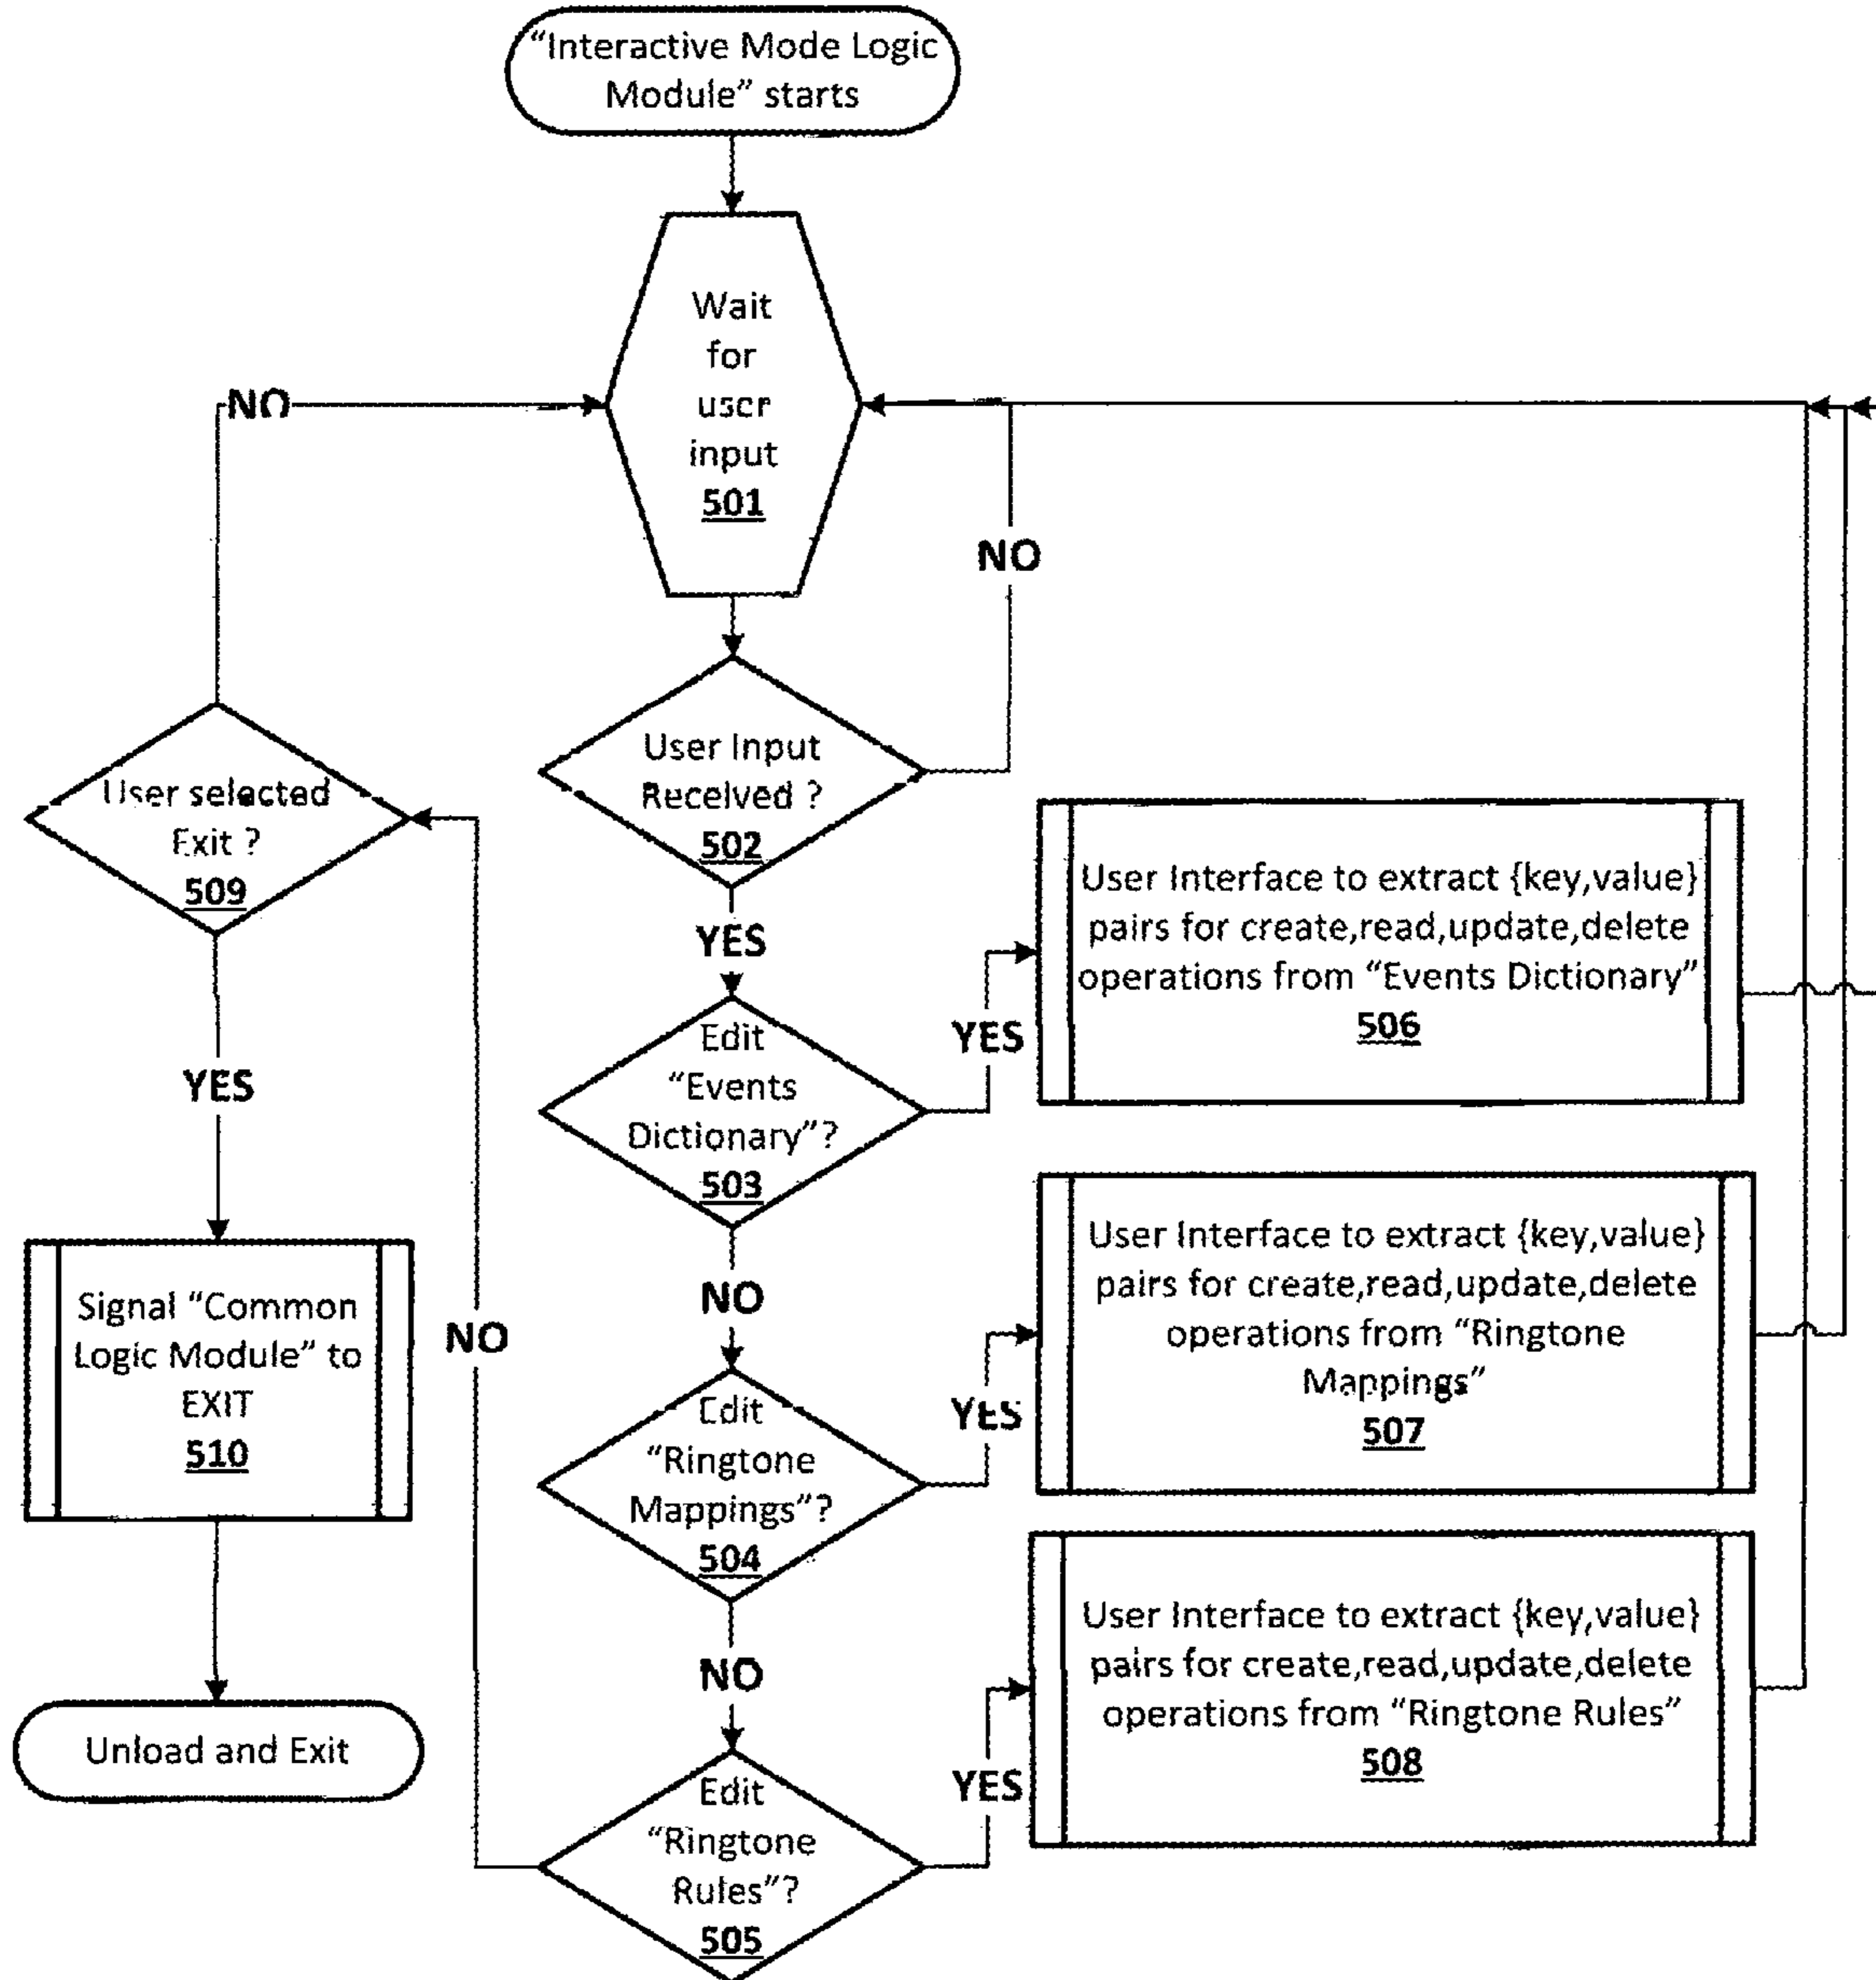 "Interactive Mode Logic
Module" starts
Wait
for
user
input
501
NO
NO
User Input
Received ?
502
User selected
Exit ?
509
YES
User Interface to extract {key,value}
pairs for create,read,update,delete
operations from "Events Dictionary"
506
Edit
"Events
Dictionary"?
503
YES
YES
NO
User Interface to extract {key,value}
pairs for create,read,update,delete
operations from "Ringtone
Mappings"
507
Signal "Common
Logic Module" to
EXIT
510
NO
Edit
"Ringtone
Mappings"?
504
YES
NO
User Interface to extract {key,value}
pairs for create,read,update,delete
operations from "Ringtone Rules"
508
Unload and Exit
Edit
"Ringtone
Rules"?
505
YES